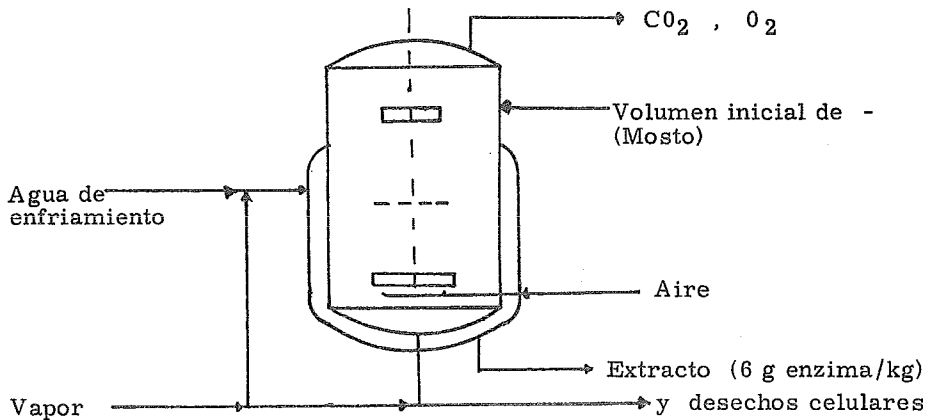 CO₂ , O₂
Volumen inicial de -
(Mosto)
Agua de
enfriamiento
Aire
Extracto (6 g enzima/kg)
Vapor
y desechos celulares